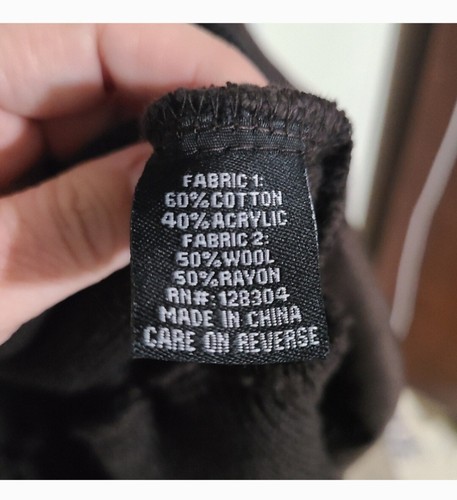 FABRIC 1:
60% COTTON
40% ACRYLIC
FABRIC 2:
50% WOOL
50% RAYON
RN#: 128304
MADE IN CHINA
CARE ON REVERSE